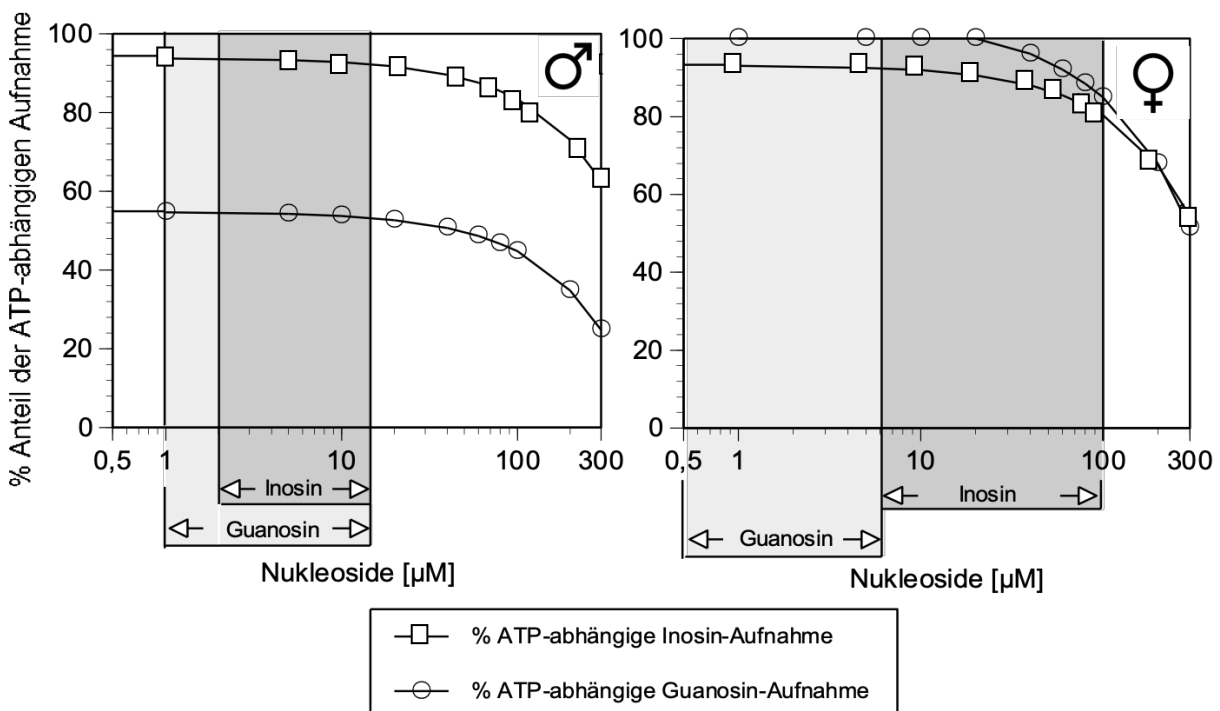 % Anteil der ATP-abhängigen Aufnahme
100
80
60
40
20
0
0,5 1 10 100 300
Inosin
Guanosin
Nukleoside [µM]
♂
100
80
60
40
20
0
0,5 1 10 100 300
Inosin
Guanosin
Nukleoside [µM]
♀
% ATP-abhängige Inosin-Aufnahme
% ATP-abhängige Guanosin-Aufnahme